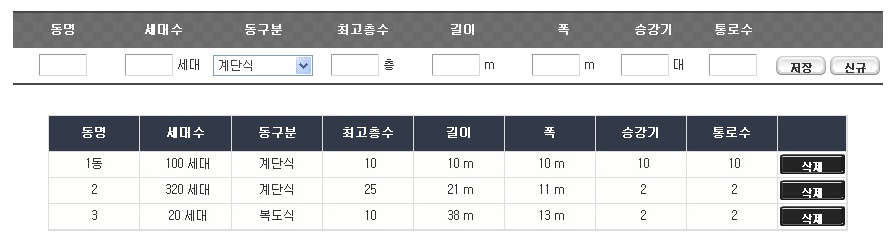 동명 세대수 동구분 최고층수 길이 폭 승강기 통로수
세대 계단식 층 m m 대 저장 신규
동명 세대수 동구분 최고층수 길이 폭 승강기 통로수
1동 100 세대 계단식 10 10 m 10 m 10 10 삭제
2 320 세대 계단식 25 21 m 11 m 2 2 삭제
3 20 세대 복도식 10 38 m 13 m 2 2 삭제